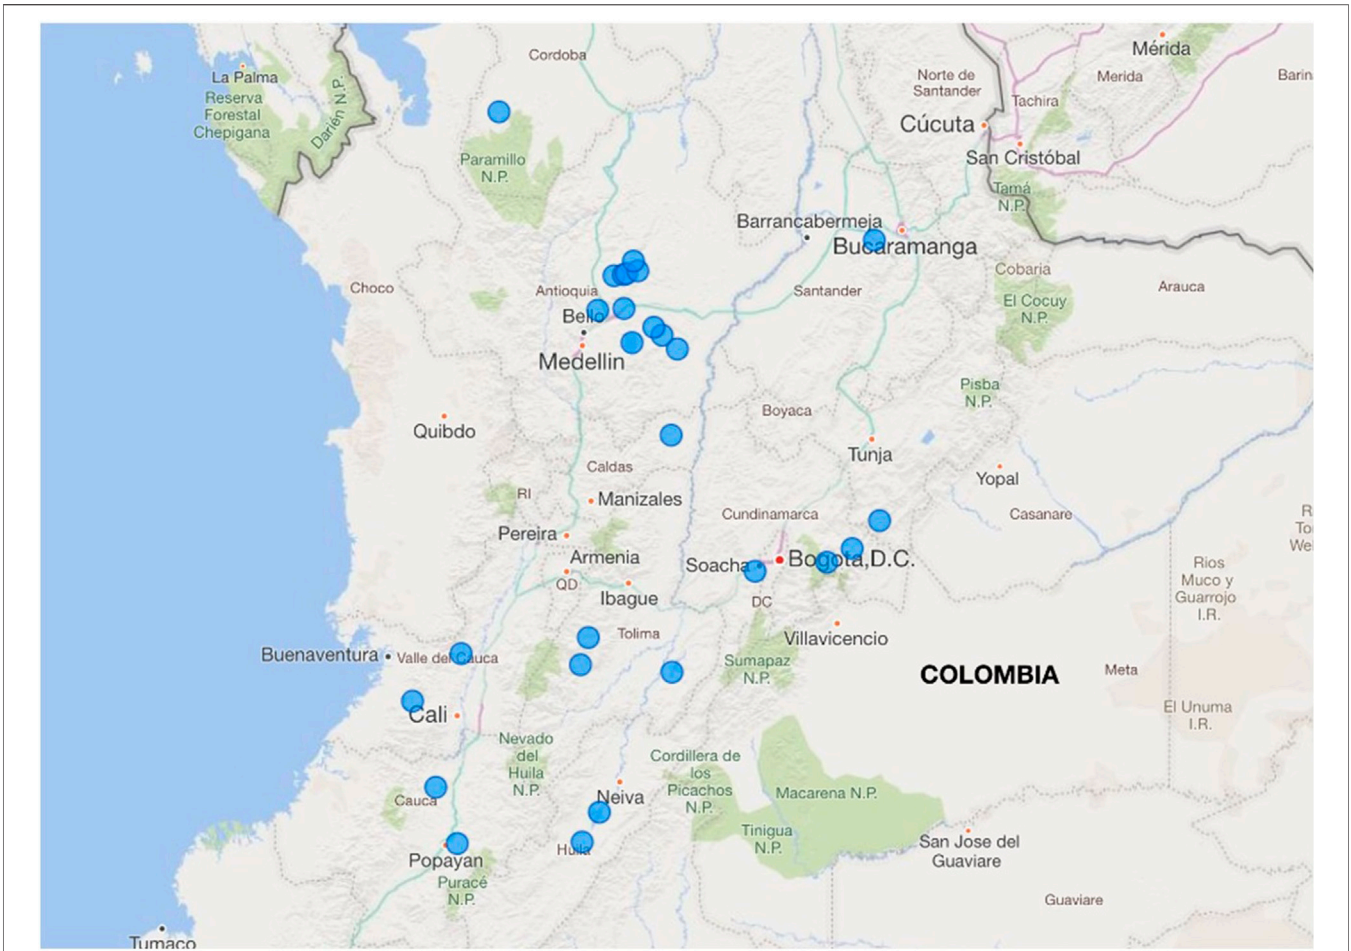 Cordoba
Mérida
La Palma
Norte de
Santander
Merida
Barin
Reserva
Forestal
Chepigana
Darién N.P.
Tachira
Cúcuta
San Cristóbal
Paramillo
N.P.
Tamá
N.P.
Barrancabermeja
Bucaramanga
Cobaria
Choco
Antioquia
Santander
Arauca
El Cocuy
N.P.
Bello
Medellin
Pisba
N.P.
Boyaca
Quibdo
Tunja
Caldas
Yopal
RI
Manizales
Cundinamarca
Casanare
Pereira
Armenia
Soacha
Bogota,D.C.
Rios
Muco y
Guarrojo
I.R.
QD
Ibague
DC
Tolima
Villavicencio
Buenaventura
Valle del Cauca
Sumapaz
N.P.
COLOMBIA
Meta
Cali
El Unuma
I.R.
Nevado
del
Huila
N.P.
Cordillera de
los
Picachos
N.P.
Macarena N.P.
Cauca
Neiva
Tinigua
N.P.
San Jose del
Guaviare
Huila
Popayan
Puracé
N.P.
Guaviare
Tumaco